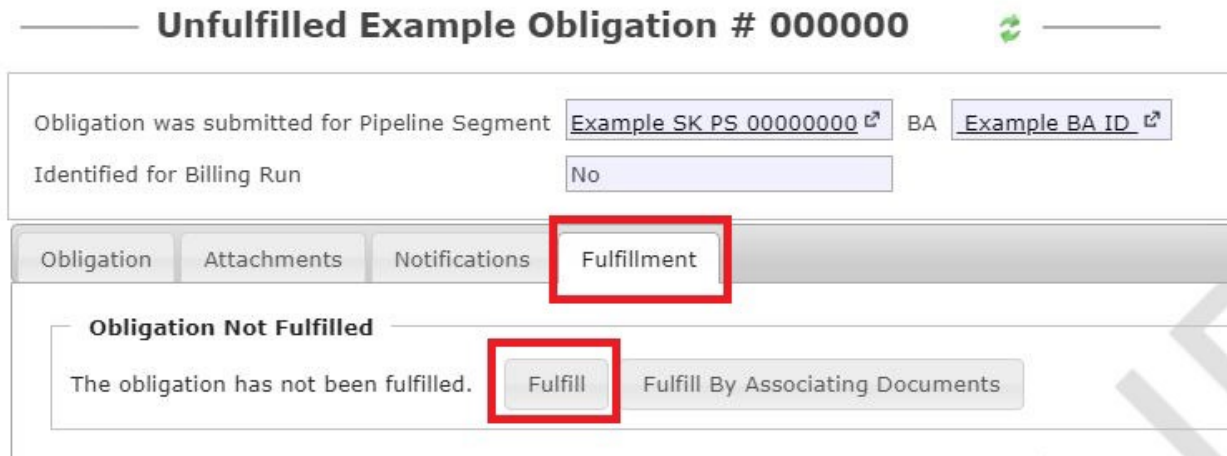 Unfulfilled Example Obligation # 000000
Obligation was submitted for Pipeline Segment Example SK PS 00000000 BA Example BA ID
Identified for Billing Run No
Obligation Attachments Notifications Fulfillment
Obligation Not Fulfilled
The obligation has not been fulfilled. Fulfill Fulfill By Associating Documents